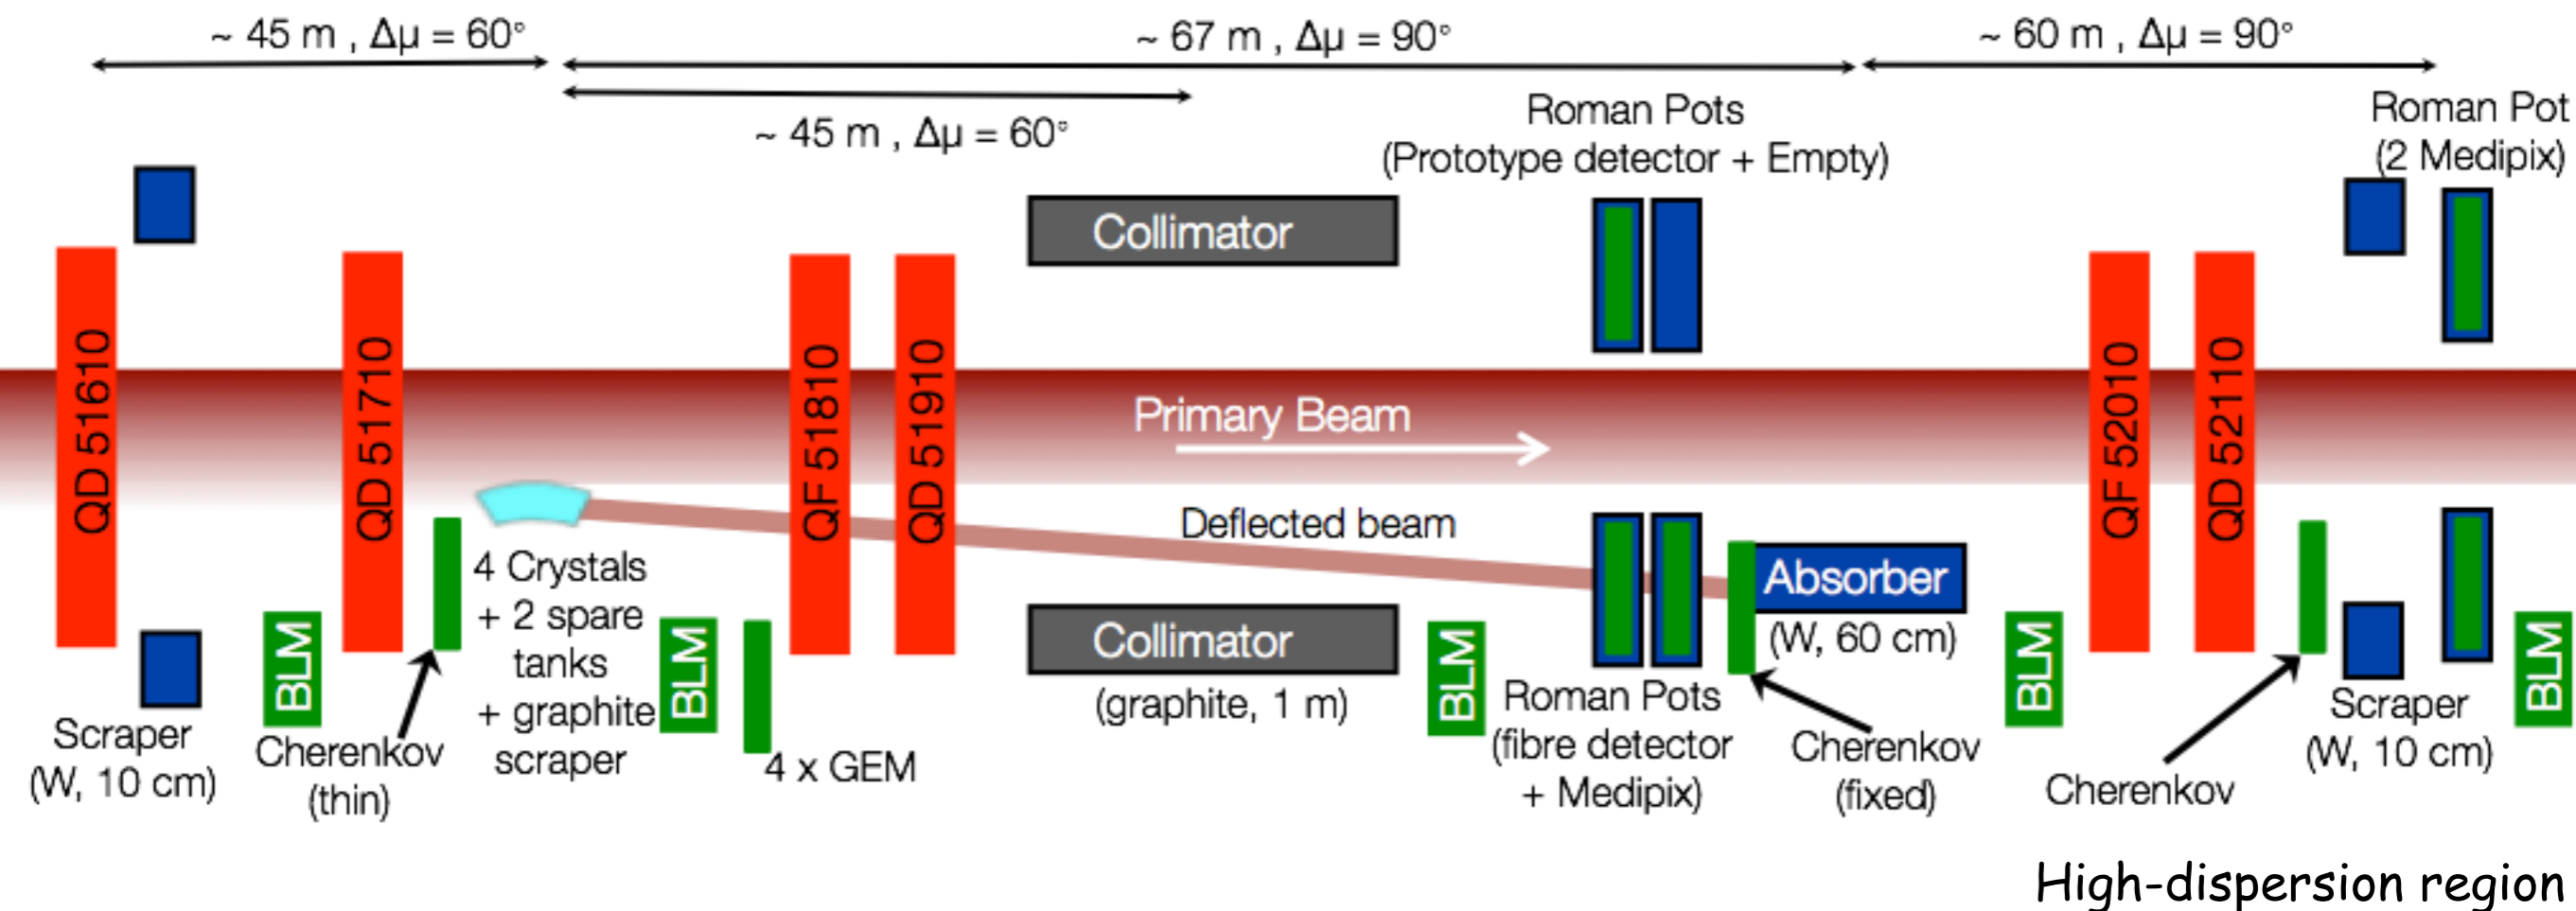 ~ 45 m , Δμ = 60°
~ 67 m , Δμ = 90°
~ 60 m , Δμ = 90°
~ 45 m , Δμ = 60°
Roman Pots
(Prototype detector + Empty)
Roman Pot
(2 Medipix)
Collimator
QD 51610
QD 51710
QF 51810
QD 51910
Primary Beam
QF 52010
QD 52110
Deflected beam
4 Crystals
+ 2 spare
tanks
+ graphite
scraper
Absorber
(W, 60 cm)
Collimator
(graphite, 1 m)
BLM
BLM
BLM
BLM
BLM
Scraper
(W, 10 cm)
Cherenkov
(thin)
4 x GEM
Roman Pots
(fibre detector
+ Medipix)
Cherenkov
(fixed)
Cherenkov
Scraper
(W, 10 cm)
High-dispersion region